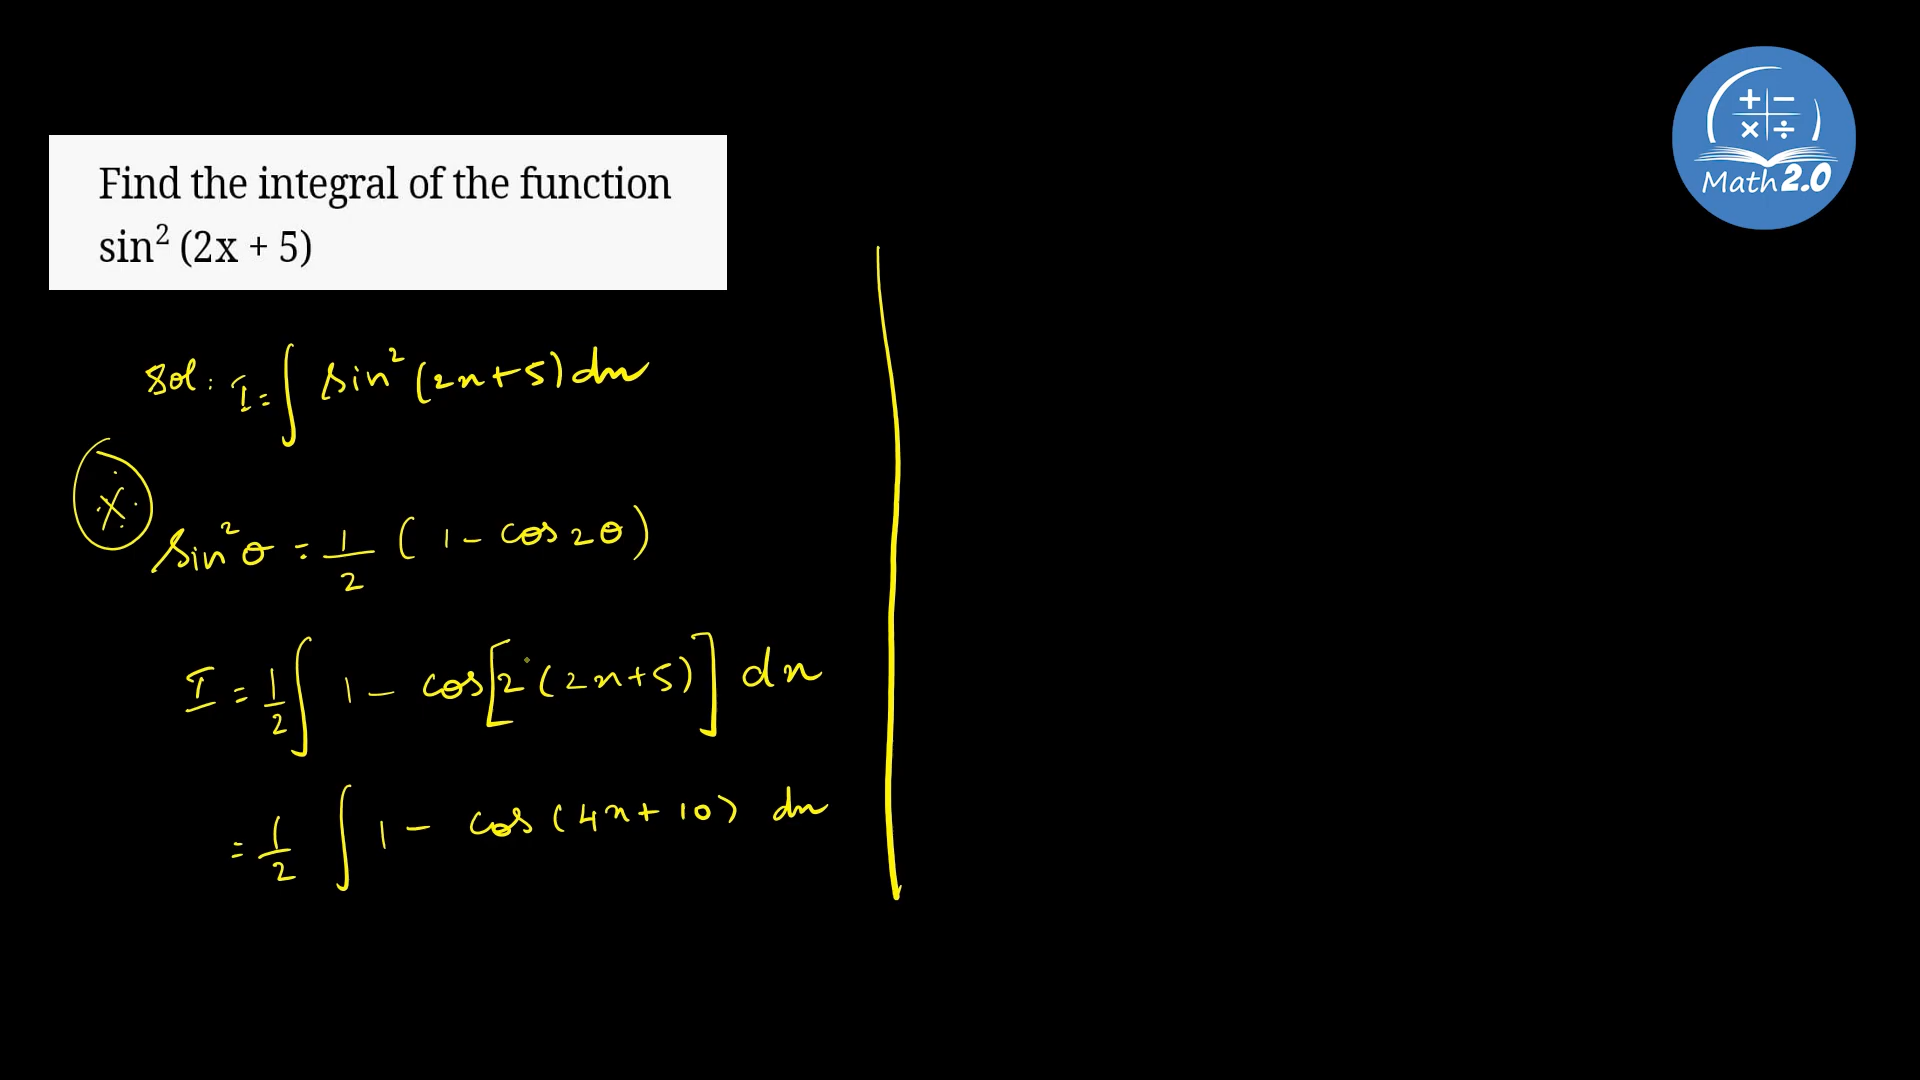 Find the integral of the function
sin² (2x + 5)
Sol: I = ∫ sin² (2x+5) dx
sin²θ = 1/2 (1 - cos 2θ)
I = 1/2 ∫ 1 - cos[2·(2x+5)] dx
= 1/2 ∫ 1 - cos (4x + 10) dx
+ −
× ÷
Math 2.0